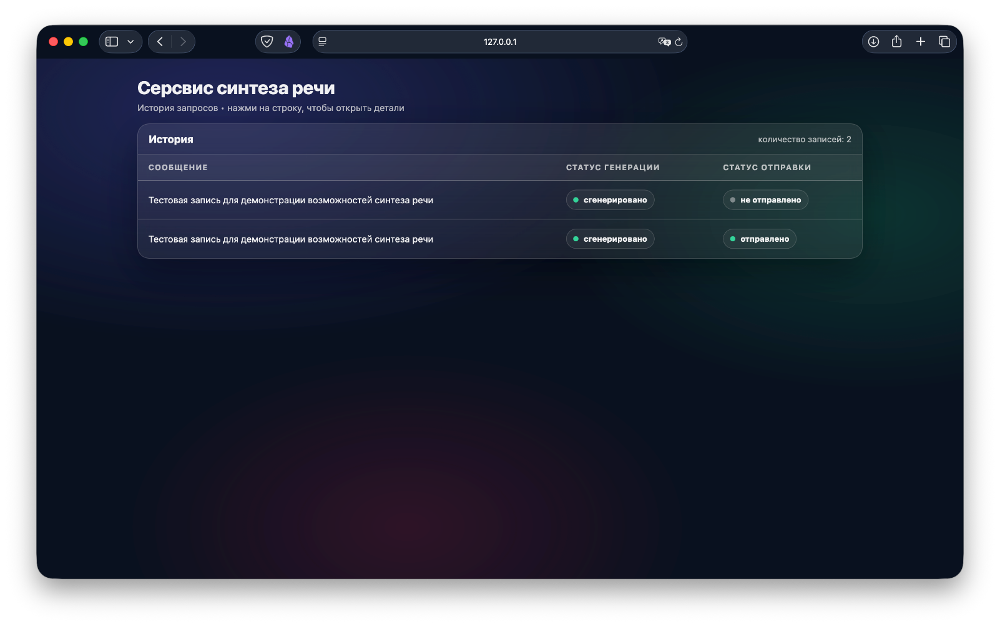 127.0.0.1
Серсвис синтеза речи
История запросов • нажми на строку, чтобы открыть детали
История
количество записей: 2
СООБЩЕНИЕ СТАТУС ГЕНЕРАЦИИ СТАТУС ОТПРАВКИ
Тестовая запись для демонстрации возможностей синтеза речи сгенерировано не отправлено
Тестовая запись для демонстрации возможностей синтеза речи сгенерировано отправлено